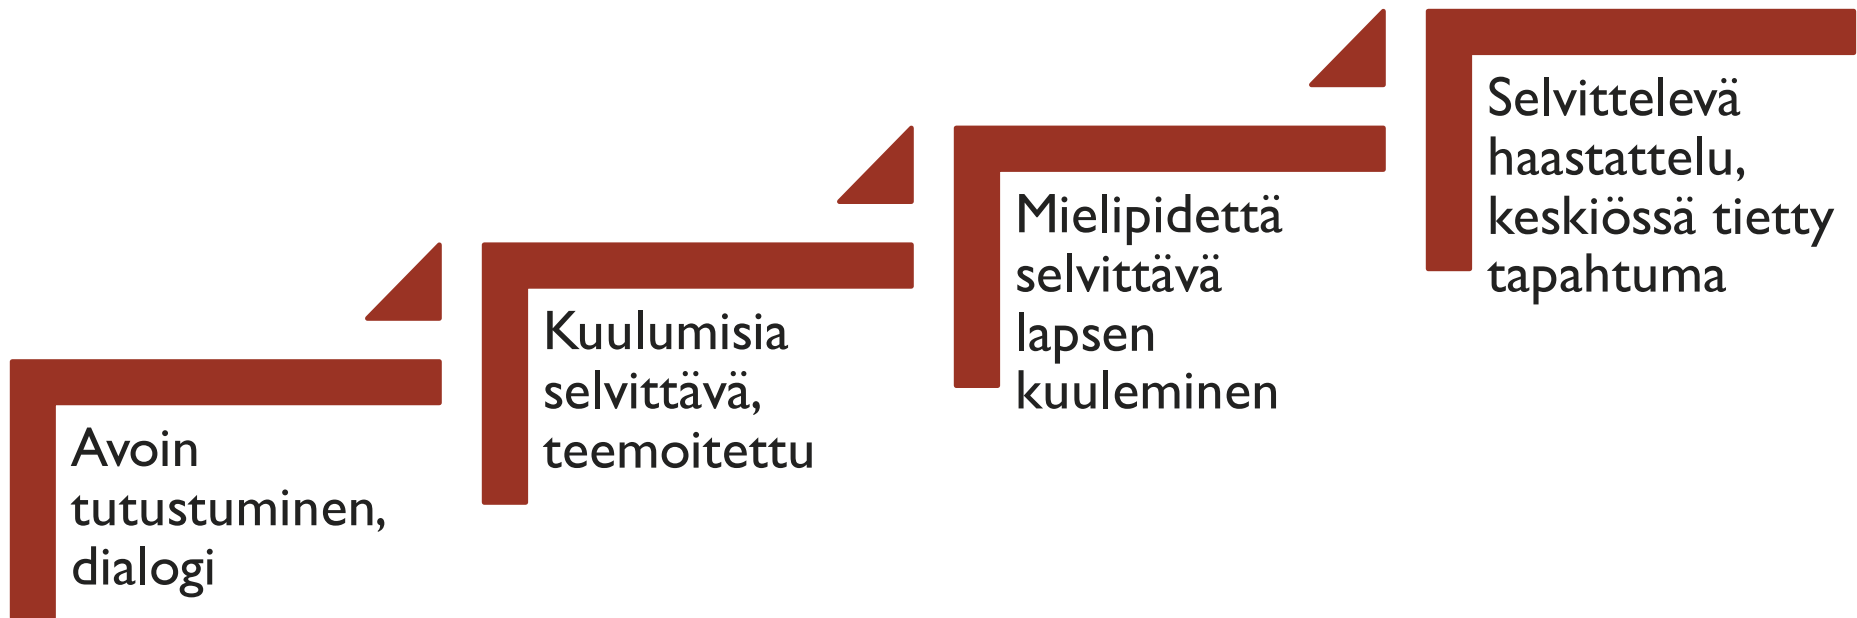 Avoin
tutustuminen,
dialogi
Kuulumisia
selvittävä,
teemoitettu
Mielipidettä
selvittävä
lapsen
kuuleminen
Selvittelevä
haastattelu,
keskiössä tietty
tapahtuma